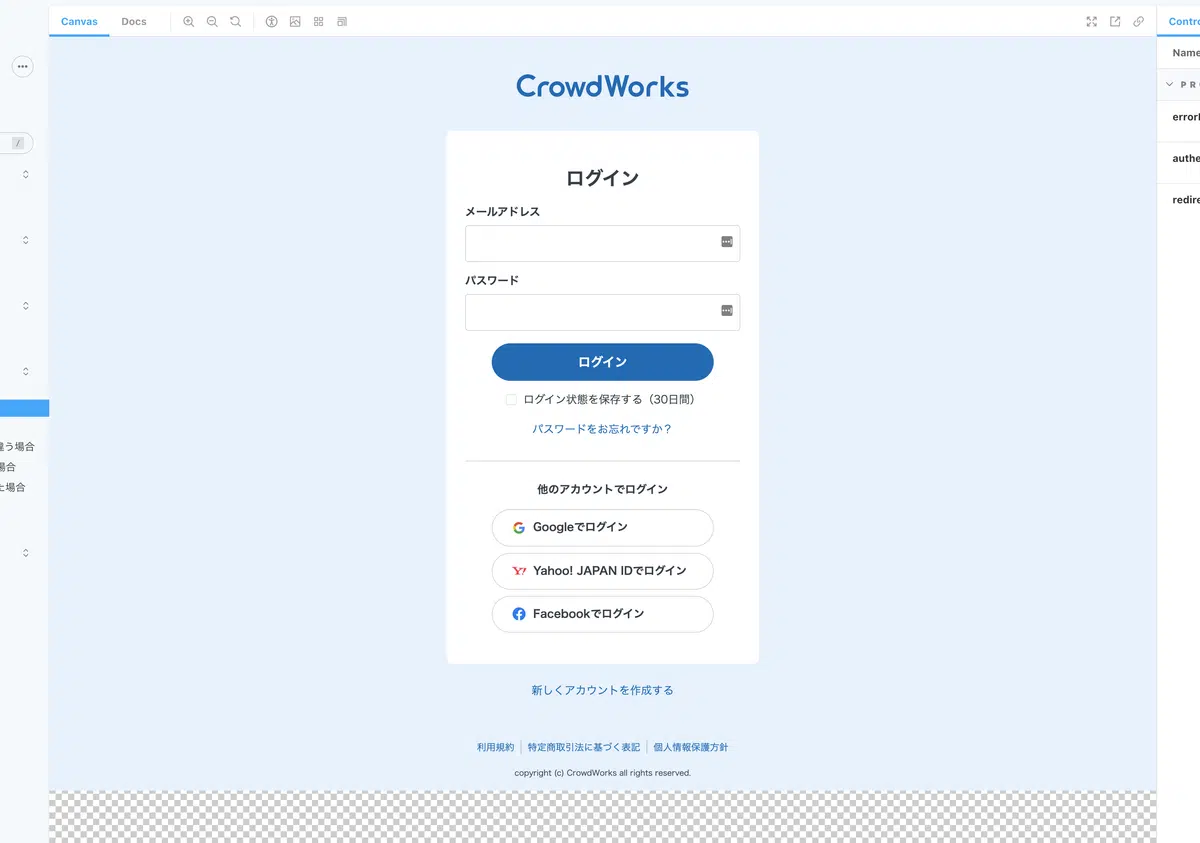 Canvas Docs
/
CrowdWorks
ログイン
メールアドレス
パスワード
ログイン
ログイン状態を保存する（30日間）
パスワードをお忘れですか？
他のアカウントでログイン
Googleでログイン
Yahoo! JAPAN IDでログイン
Facebookでログイン
新しくアカウントを作成する
利用規約 特定商取引法に基づく表記 個人情報保護方針
copyright (c) CrowdWorks all rights reserved.
違う場合
場合
た場合
Contro
Name
PRO
errorI
authe
redire